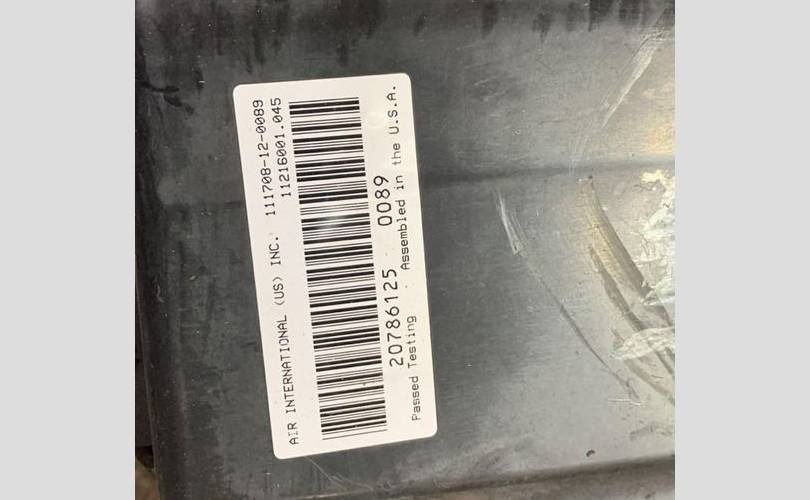 AIR INTERNATIONAL (US) INC. 111708-12-0089
11216001.045
20786125 0089
Passed Testing Assembled in the U.S.A.